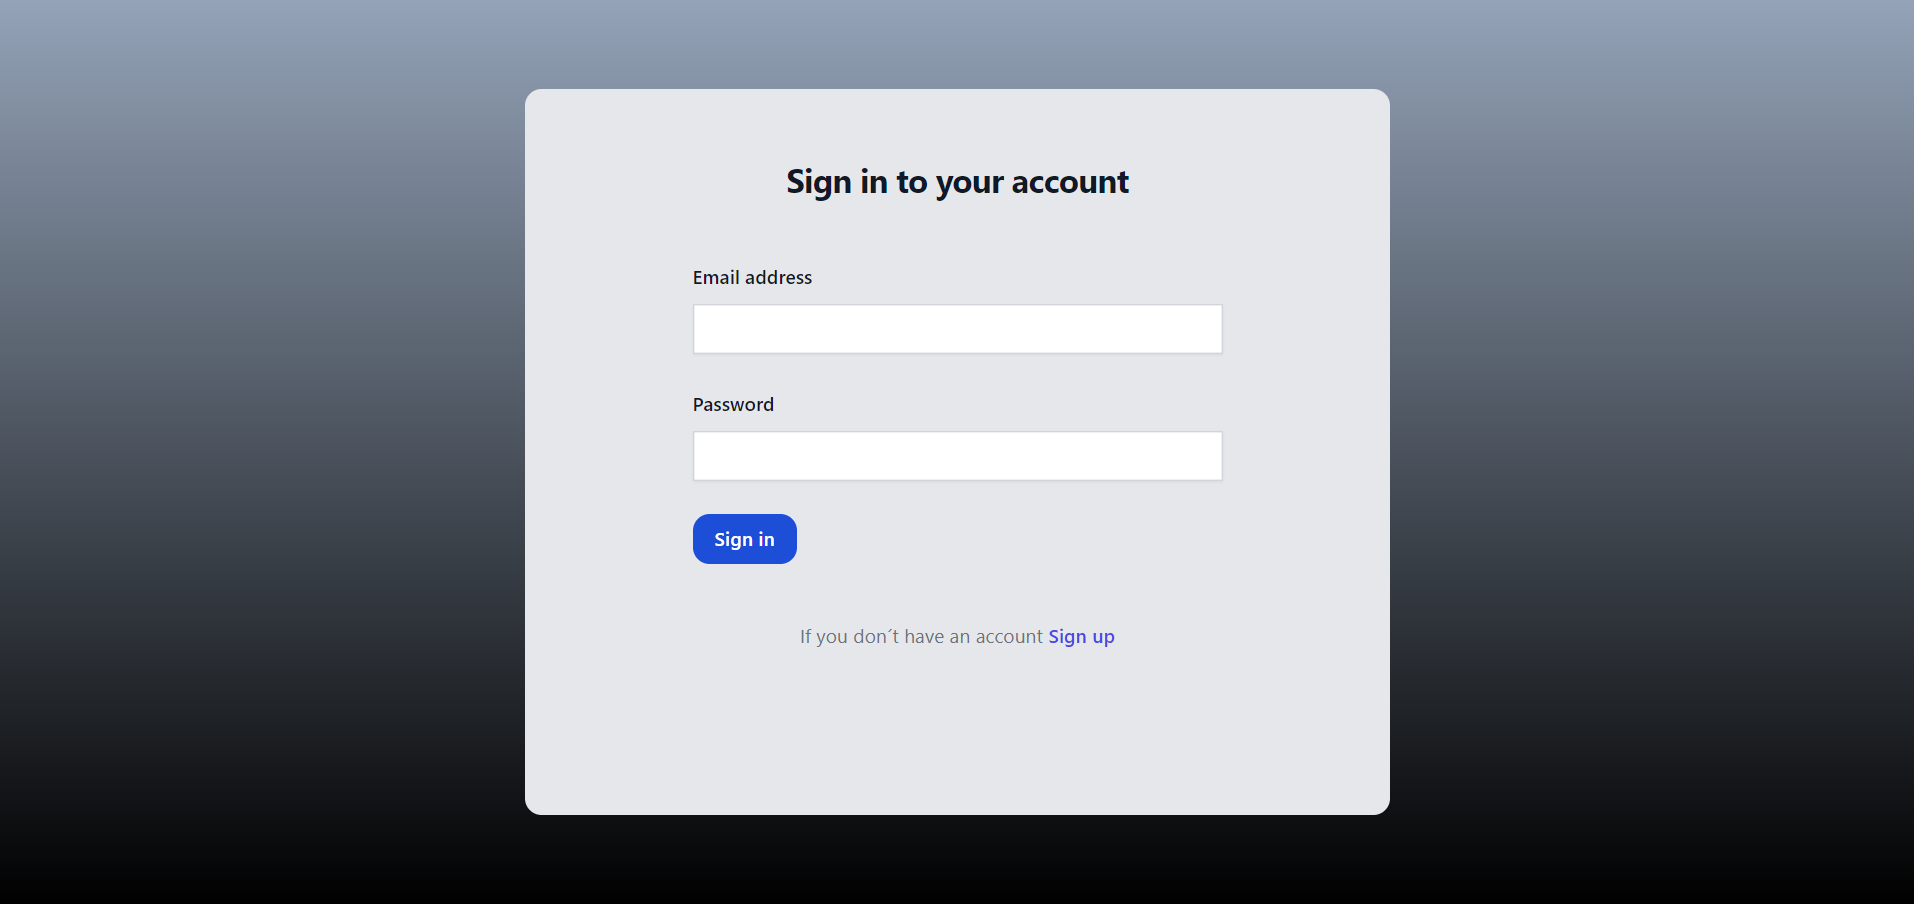 Sign in to your account
Email address
Password
Sign in
If you don´t have an account Sign up